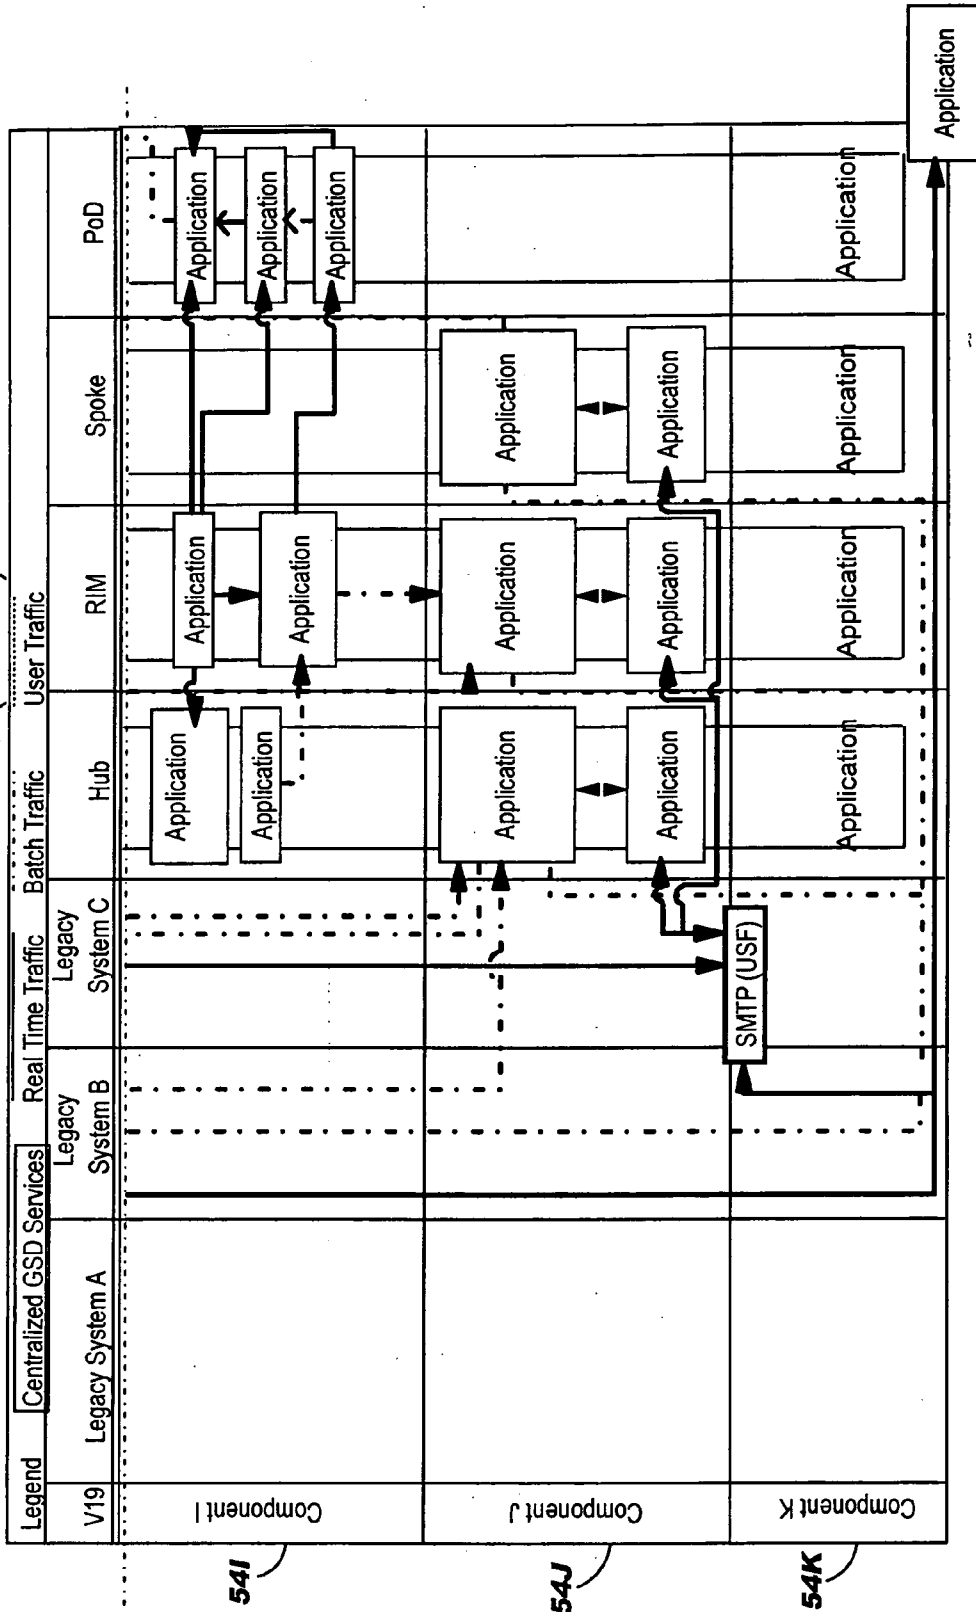 Legend Centralized GSD Services Real Time Traffic Batch Traffic User Traffic
V19
Legacy System A
Legacy
System B
Legacy
System C
Hub
RIM
Spoke
PoD
54I
Component I
Application
Application
Application
Application
Application
Application
Application
54J
Component J
Application
Application
Application
Application
Application
Application
54K
Component K
SMTP (USF)
Application
Application
Application
Application
Application